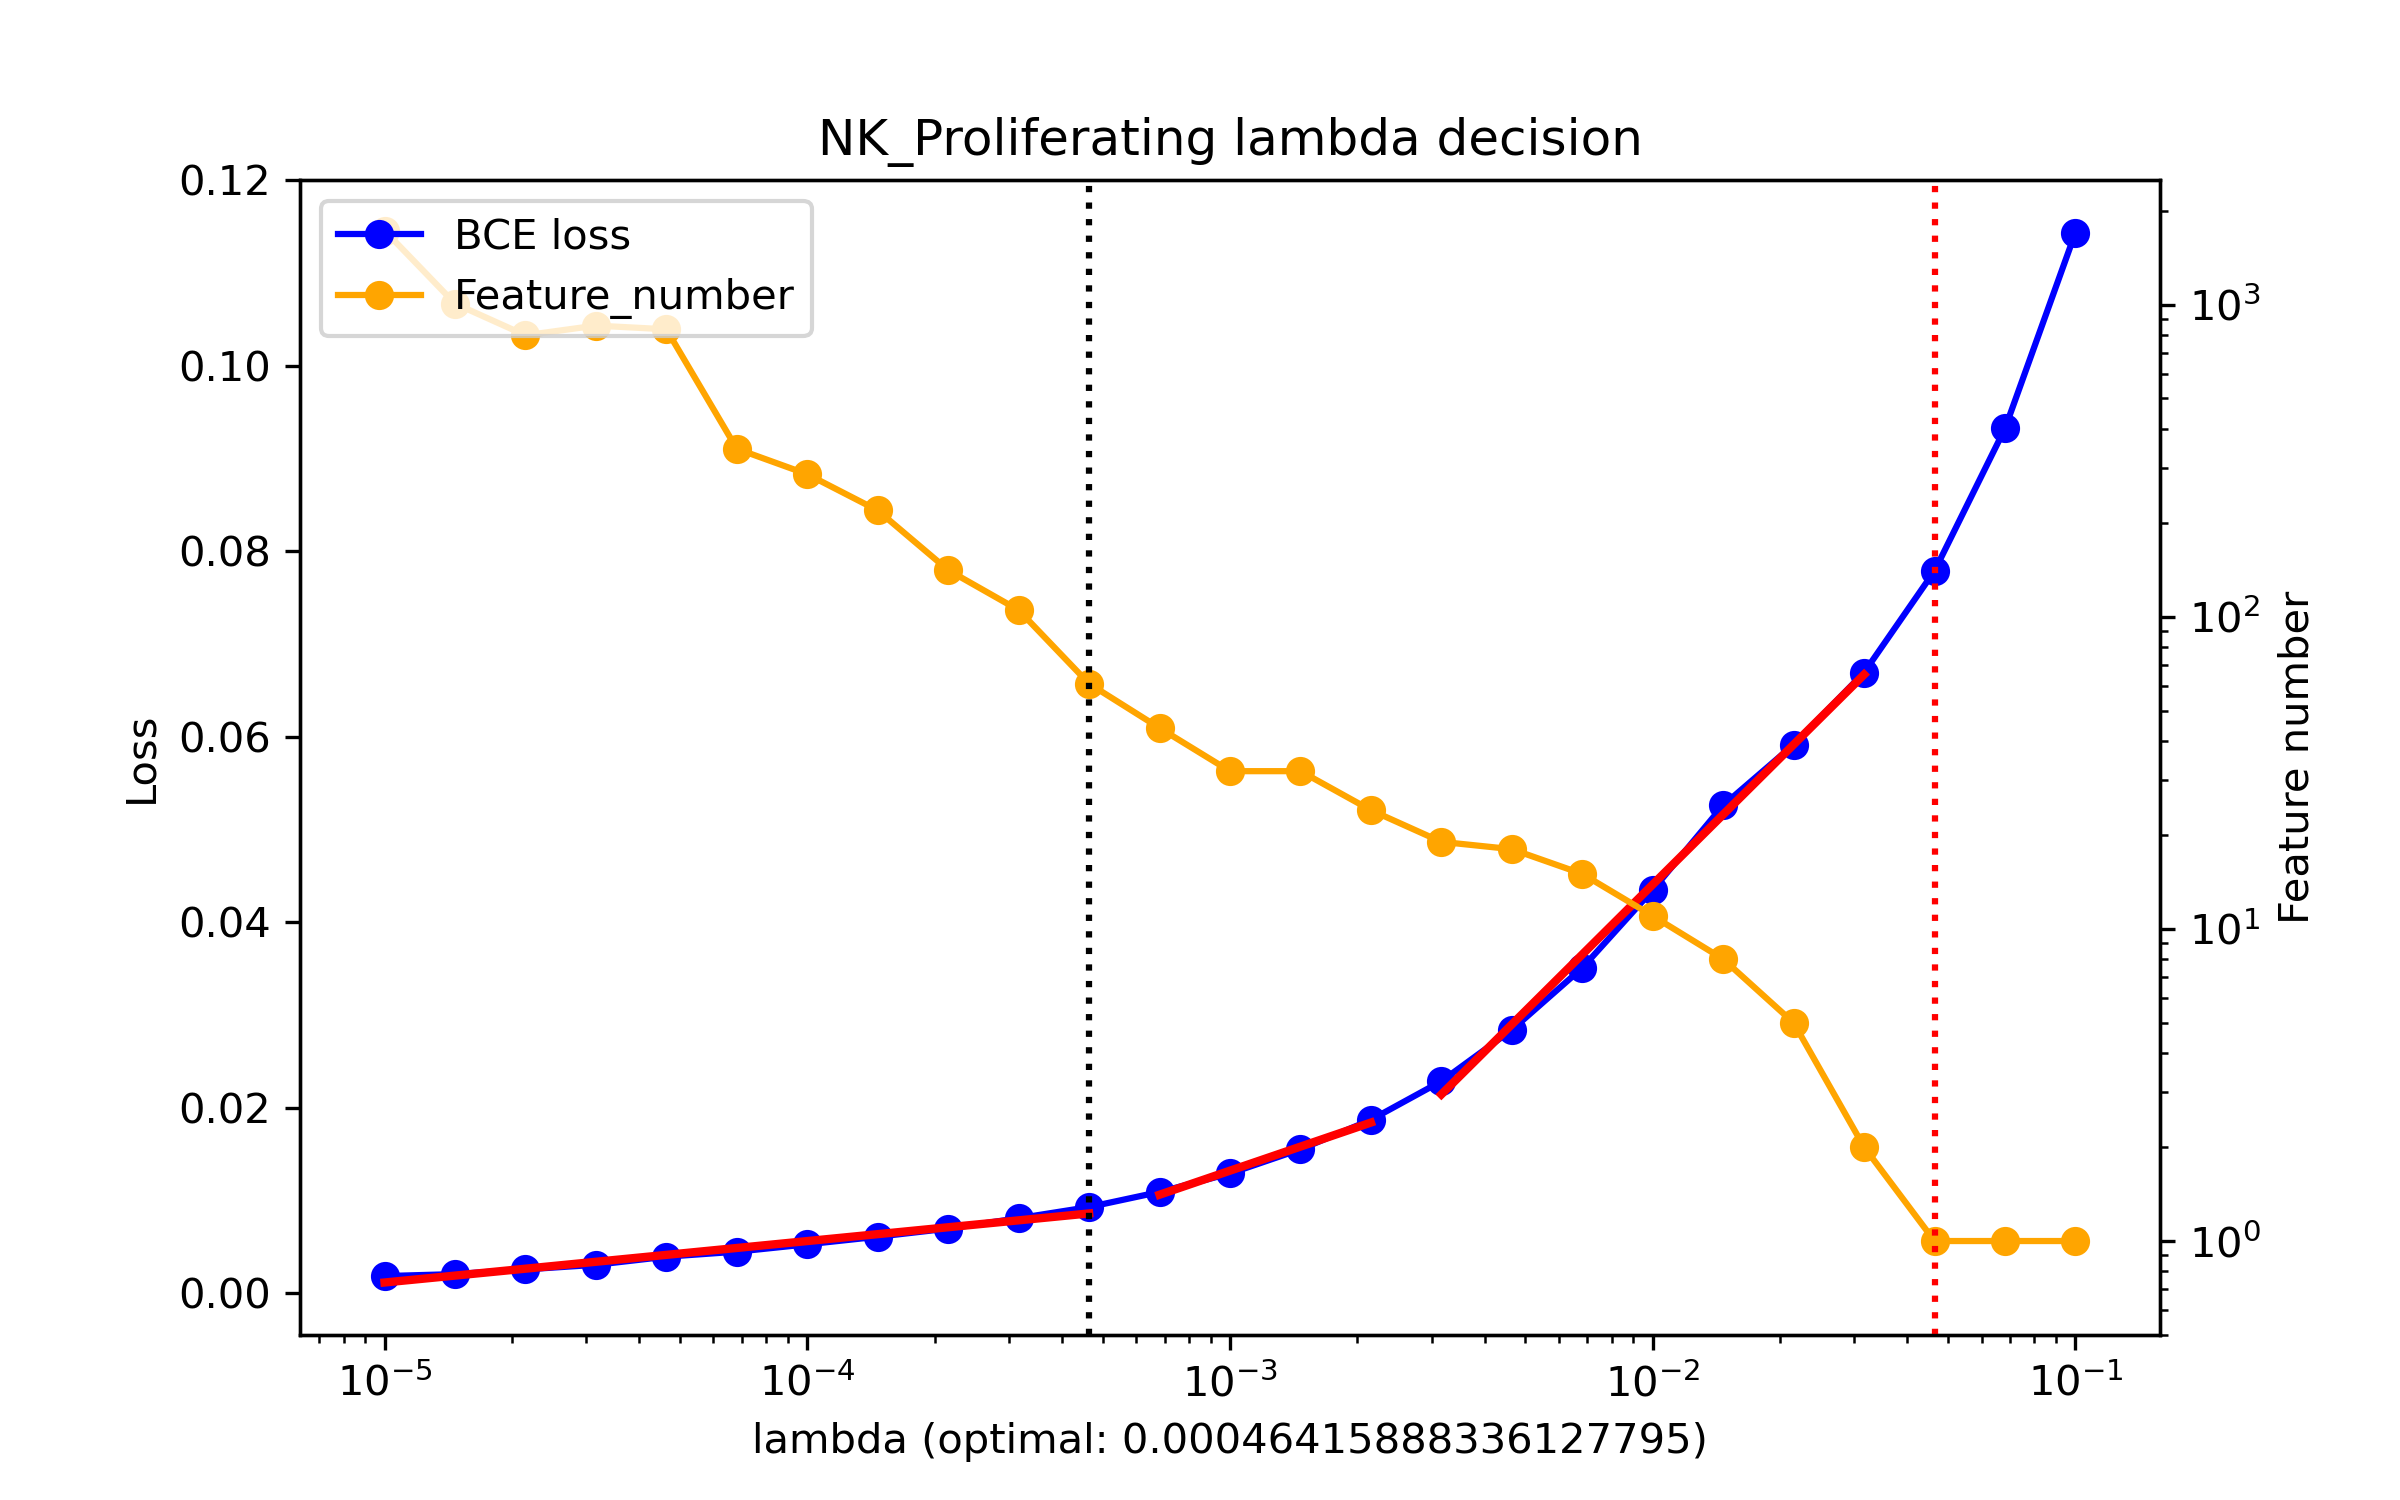 NK_Proliferating lambda decision
BCE loss
Feature_number
0.12
0.10
0.08
0.06
0.04
0.02
0.00
Loss
10³
10²
10¹
10⁰
Feature number
10⁻⁵ 10⁻⁴ 10⁻³ 10⁻² 10⁻¹
lambda (optimal: 0.00046415888336127795)